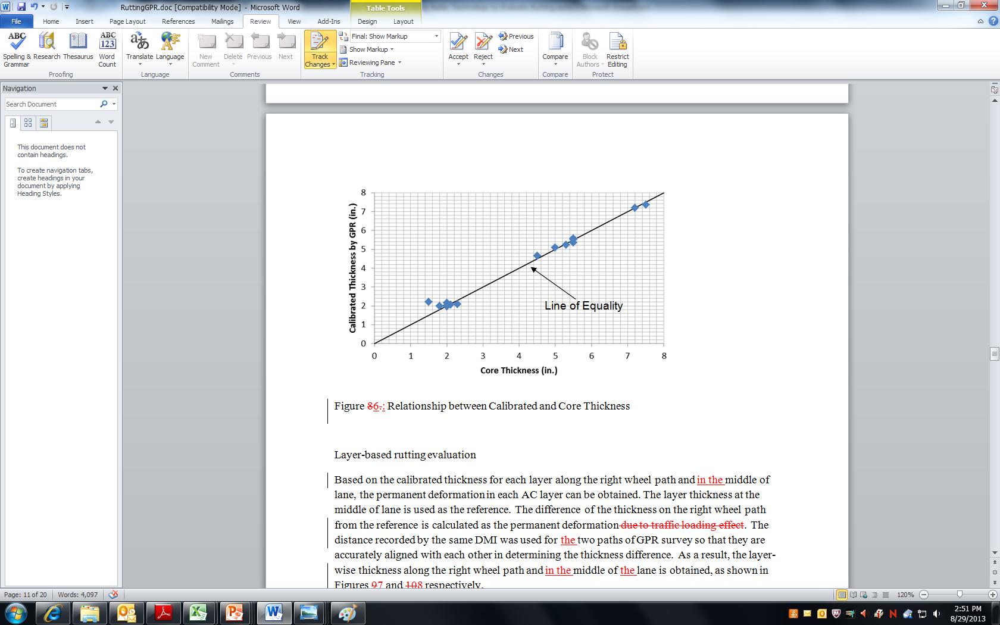 RuttingGPR.doc [Compatibility Mode] - Microsoft Word
Table Tools
File Home Insert Page Layout References Mailings Review View Add-Ins Design Layout
Spelling & Grammar
Research
Thesaurus
Word Count
Proofing
Translate
Language
Language
New Comment
Delete
Previous
Next
Comments
Track Changes
Final: Show Markup
Show Markup
Reviewing Pane
Tracking
Accept
Reject
Previous
Next
Changes
Compare
Compare
Block Authors
Restrict Editing
Protect
Navigation
Search Document
This document does not
contain headings.
To create navigation tabs,
create headings in your
document by applying
Heading Styles.
Calibrated Thickness by GPR (in.)
8
7
6
5
4
3
2
1
0
Line of Equality
0 1 2 3 4 5 6 7 8
Core Thickness (in.)
Figure 86.: Relationship between Calibrated and Core Thickness
Layer-based rutting evaluation
Based on the calibrated thickness for each layer along the right wheel path and in the middle of
lane, the permanent deformation in each AC layer can be obtained. The layer thickness at the
middle of lane is used as the reference. The difference of the thickness on the right wheel path
from the reference is calculated as the permanent deformation due to traffic loading effect. The
distance recorded by the same DMI was used for the two paths of GPR survey so that they are
accurately aligned with each other in determining the thickness difference. As a result, the layer-
wise thickness along the right wheel path and in the middle of the lane is obtained, as shown in
Figures 97 and 108 respectively.
Page: 11 of 20 Words: 4,097 120%
2:51 PM
8/29/2013